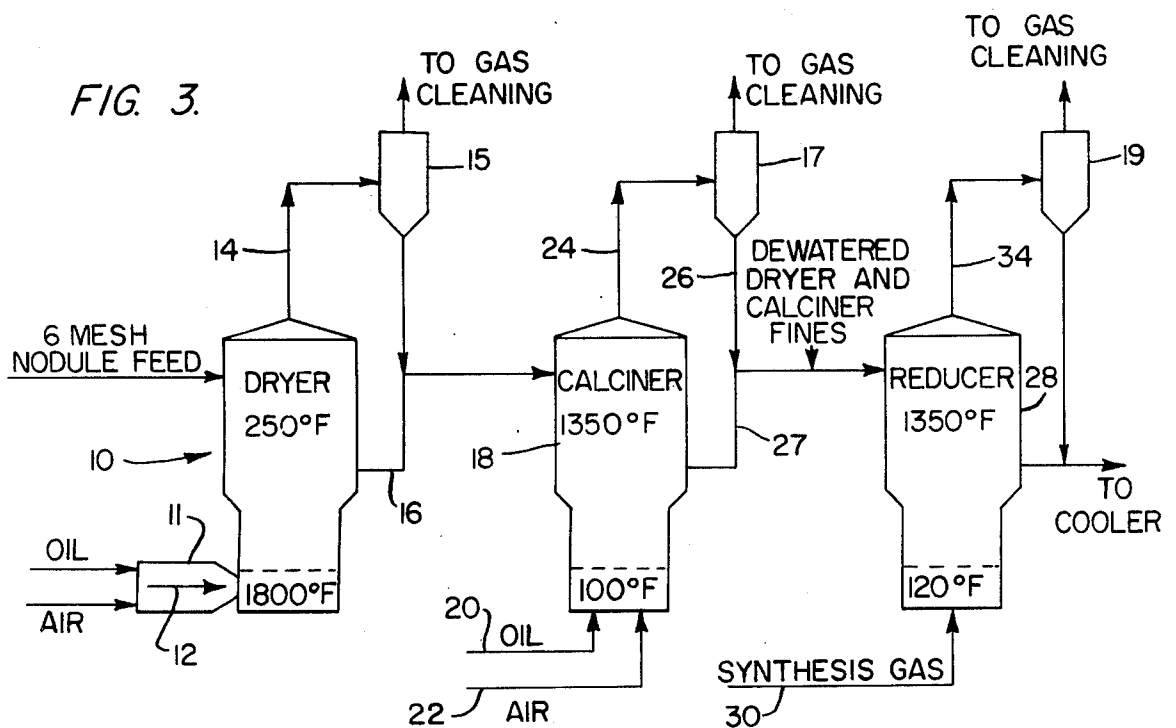 FIG. 3.
TO GAS
CLEANING
TO GAS
CLEANING
TO GAS
CLEANING
15
17
19
14
24
26
34
DEWATERED
DRYER AND
CALCINER
FINES
6 MESH
NODULE FEED
DRYER
250°F
CALCINER
1350°F
REDUCER
1350°F
28
10
16
18
27
TO
COOLER
11
OIL
AIR
12
1800°F
100°F
120°F
20
OIL
22
AIR
SYNTHESIS GAS
30